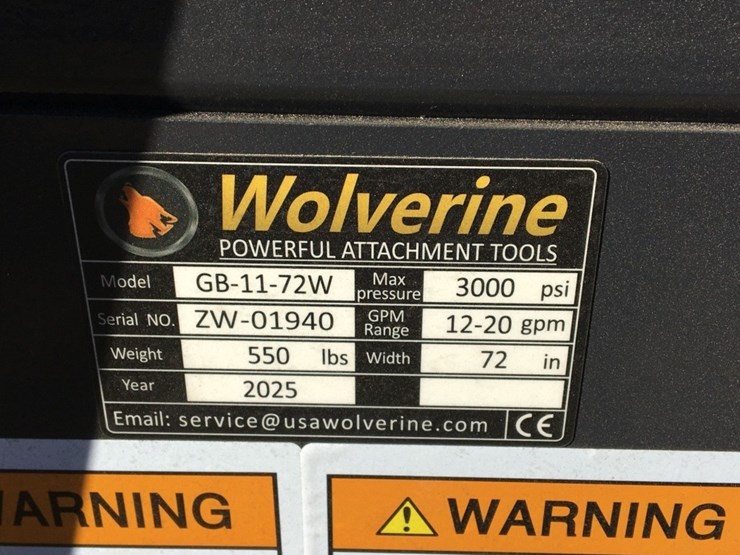 Wolverine
POWERFUL ATTACHMENT TOOLS
Model GB-11-72W Max pressure 3000 psi
Serial NO. ZW-01940 GPM Range 12-20 gpm
Weight 550 lbs Width 72 in
Year 2025
Email: service@usawolverine.com CE
ARNING WARNING